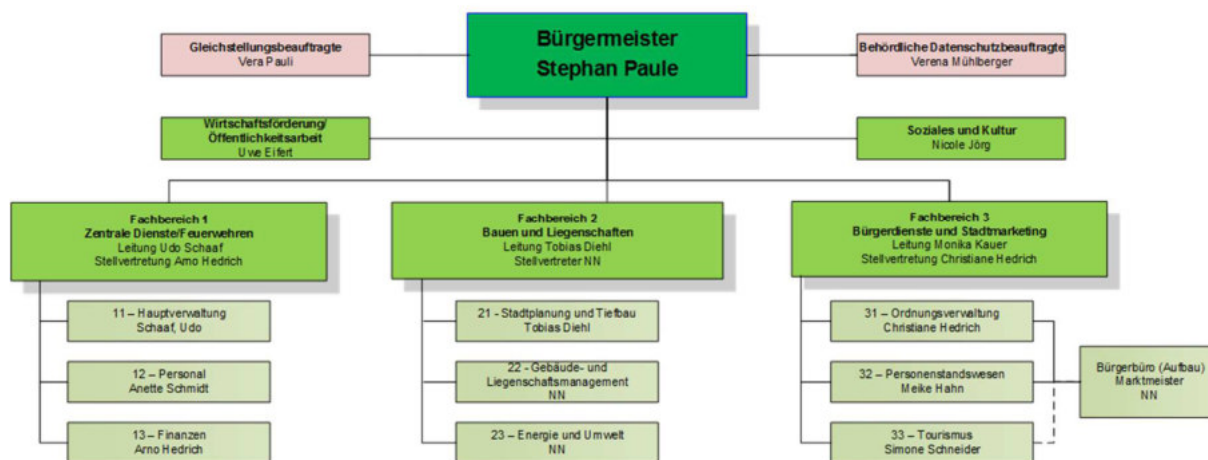 Bürgermeister
Stephan Paule
Gleichstellungsbeauftragte
Vera Pauli
Behördliche Datenschutzbeauftragte
Verena Mühlberger
Wirtschaftsförderung/
Öffentlichkeitsarbeit
Uwe Eifert
Soziales und Kultur
Nicole Jörg
Fachbereich 1
Zentrale Dienste/Feuerwehren
Leitung Udo Schaaf
Stellvertretung Arno Hedrich
11 – Hauptverwaltung
Schaaf, Udo
12 – Personal
Anette Schmidt
13 – Finanzen
Arno Hedrich
Fachbereich 2
Bauen und Liegenschaften
Leitung Tobias Diehl
Stellvertreter NN
21 - Stadtplanung und Tiefbau
Tobias Diehl
22 - Gebäude- und
Liegenschaftsmanagement
NN
23 – Energie und Umwelt
NN
Fachbereich 3
Bürgerdienste und Stadtmarketing
Leitung Monika Kauer
Stellvertretung Christiane Hedrich
31 – Ordnungsverwaltung
Christiane Hedrich
32 – Personenstandswesen
Meike Hahn
33 – Tourismus
Simone Schneider
Bürgerbüro (Aufbau)
Marktmeister
NN